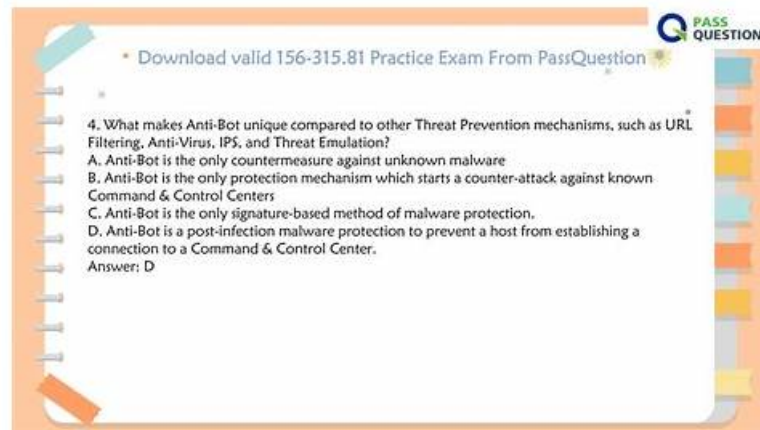 PASS
QUESTION
• Download valid 156-315.81 Practice Exam From PassQuestion
4. What makes Anti-Bot unique compared to other Threat Prevention mechanisms, such as URL
Filtering, Anti-Virus, IPS, and Threat Emulation?
A. Anti-Bot is the only countermeasure against unknown malware
B. Anti-Bot is the only protection mechanism which starts a counter-attack against known
Command & Control Centers
C. Anti-Bot is the only signature-based method of malware protection.
D. Anti-Bot is a post-infection malware protection to prevent a host from establishing a
connection to a Command & Control Center.
Answer: D